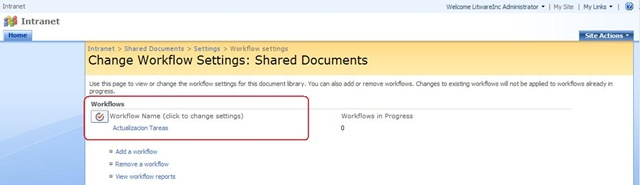 Intranet
Welcome LitwareInc Administrator | My Site | My Links |
Intranet
Home
Site Actions
Intranet > Shared Documents > Settings > Workflow settings
Change Workflow Settings: Shared Documents
Use this page to view or change the workflow settings for this document library. You can also add or remove workflows. Changes to existing workflows will not be applied to workflows already in
progress.
Workflows
Workflow Name (click to change settings) Workflows in Progress
Actualizacion Tareas 0
Add a workflow
Remove a workflow
View workflow reports